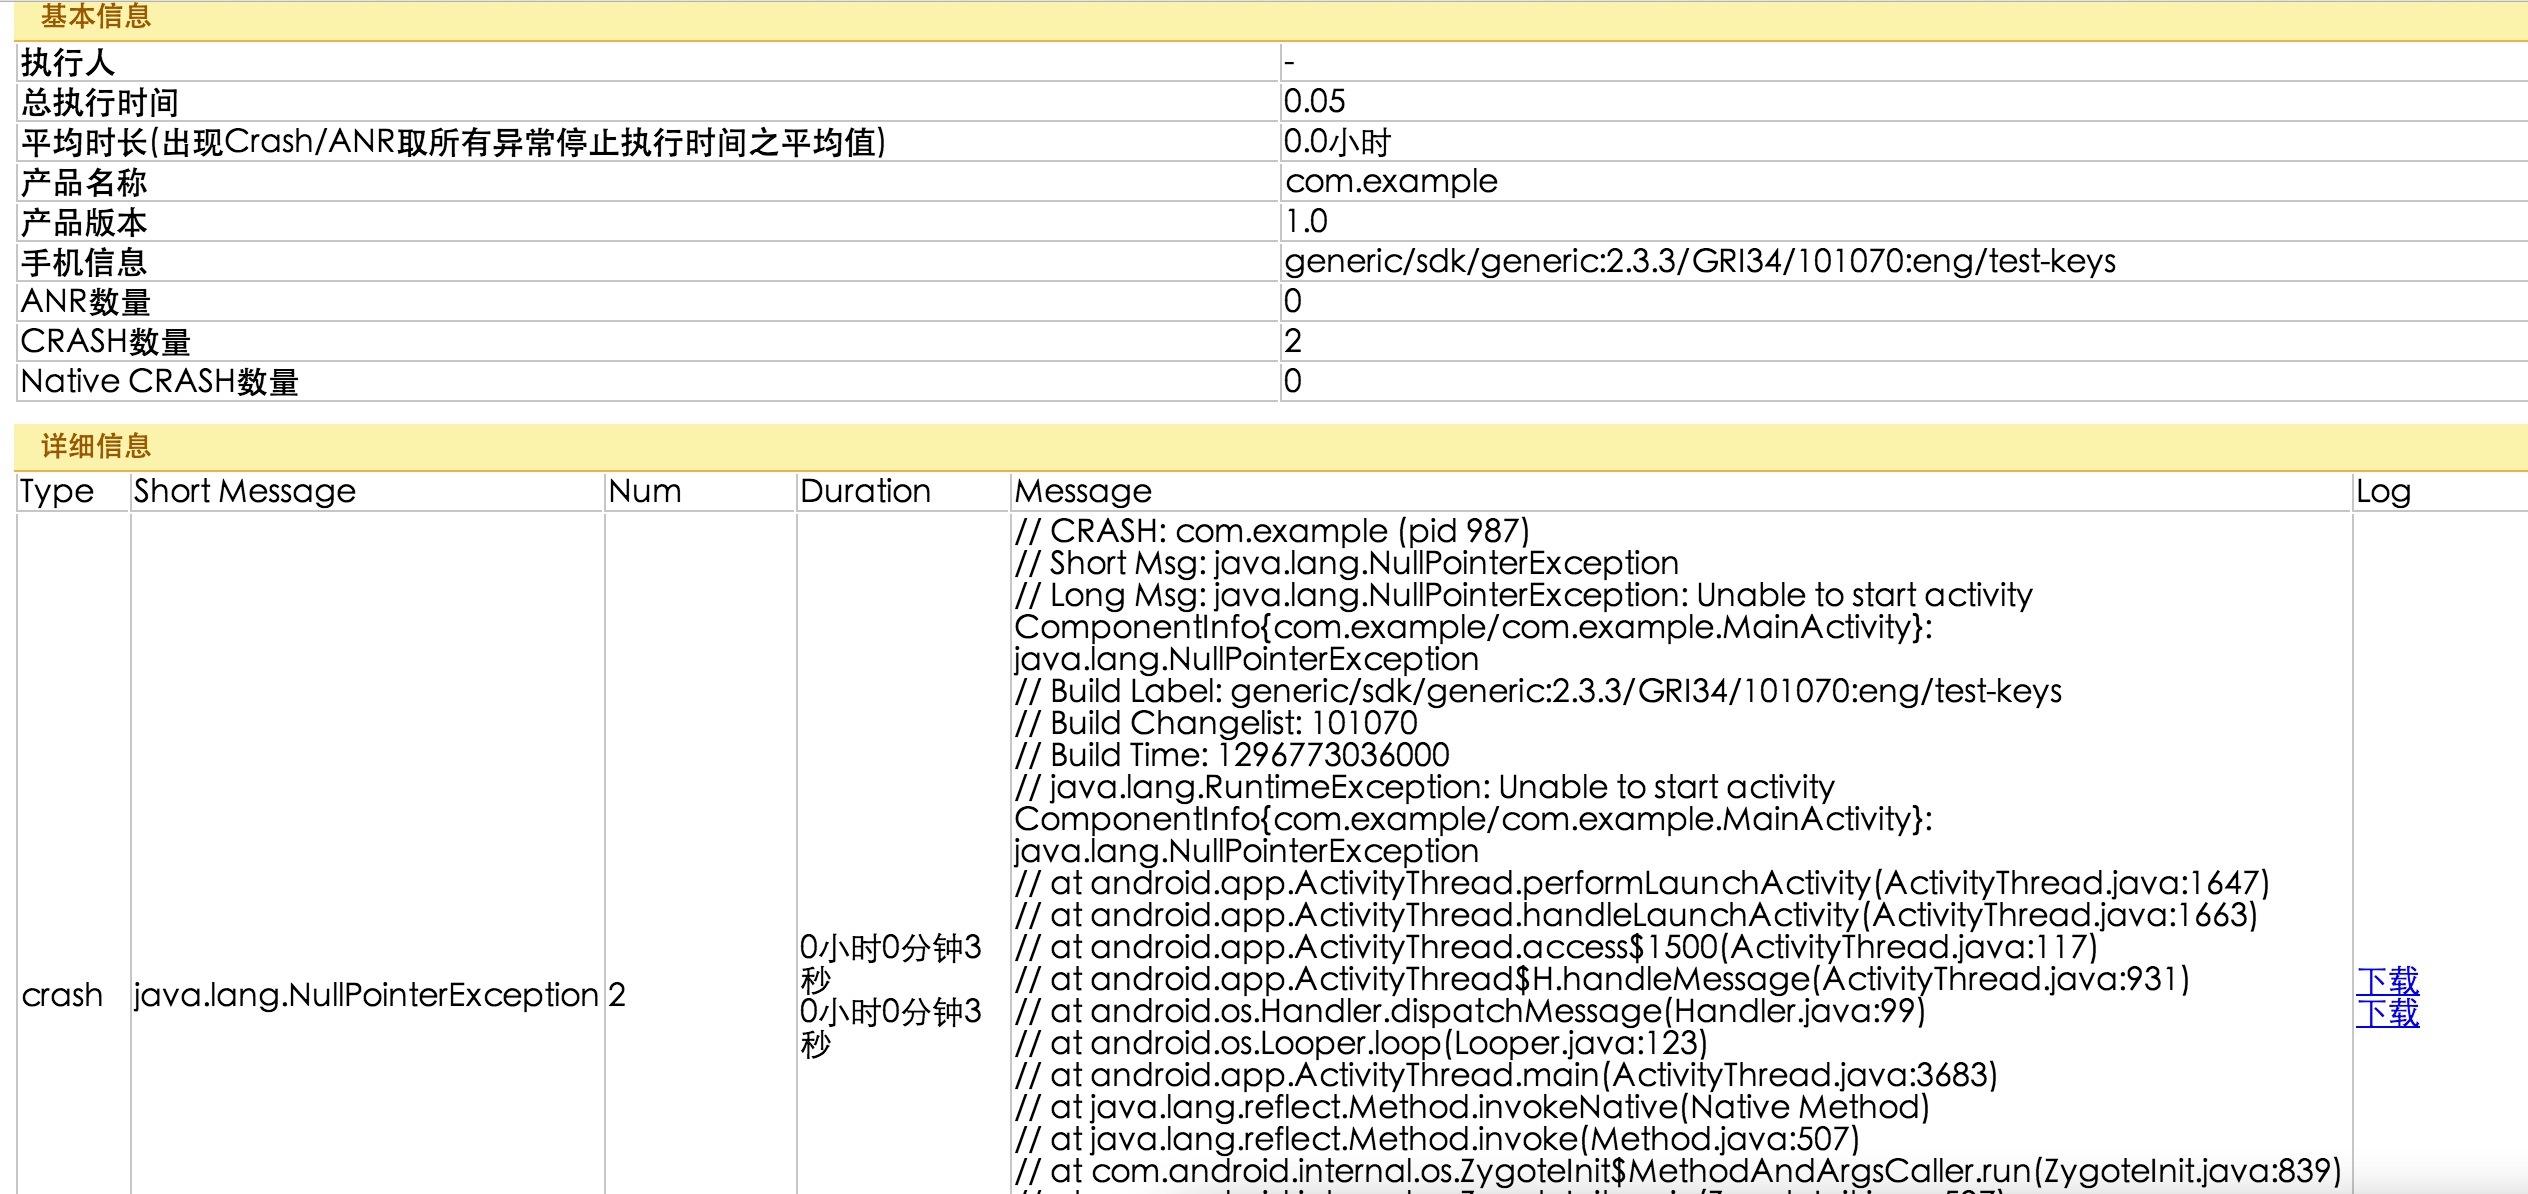 基本信息
执行人 -
总执行时间 0.05
平均时长(出现Crash/ANR取所有异常停止执行时间之平均值) 0.0小时
产品名称 com.example
产品版本 1.0
手机信息 generic/sdk/generic:2.3.3/GRI34/101070:eng/test-keys
ANR数量 0
CRASH数量 2
Native CRASH数量 0
详细信息
Type Short Message Num Duration Message Log
crash java.lang.NullPointerException 2
0小时0分钟3
秒
0小时0分钟3
秒
// CRASH: com.example (pid 987)
// Short Msg: java.lang.NullPointerException
// Long Msg: java.lang.NullPointerException: Unable to start activity
ComponentInfo{com.example/com.example.MainActivity}:
java.lang.NullPointerException
// Build Label: generic/sdk/generic:2.3.3/GRI34/101070:eng/test-keys
// Build Changelist: 101070
// Build Time: 1296773036000
// java.lang.RuntimeException: Unable to start activity
ComponentInfo{com.example/com.example.MainActivity}:
java.lang.NullPointerException
// at android.app.ActivityThread.performLaunchActivity(ActivityThread.java:1647)
// at android.app.ActivityThread.handleLaunchActivity(ActivityThread.java:1663)
// at android.app.ActivityThread.access$1500(ActivityThread.java:117)
// at android.app.ActivityThread$H.handleMessage(ActivityThread.java:931)
// at android.os.Handler.dispatchMessage(Handler.java:99)
// at android.os.Looper.loop(Looper.java:123)
// at android.app.ActivityThread.main(ActivityThread.java:3683)
// at java.lang.reflect.Method.invokeNative(Native Method)
// at java.lang.reflect.Method.invoke(Method.java:507)
// at com.android.internal.os.ZygoteInit$MethodAndArgsCaller.run(ZygoteInit.java:839)
下载
下载